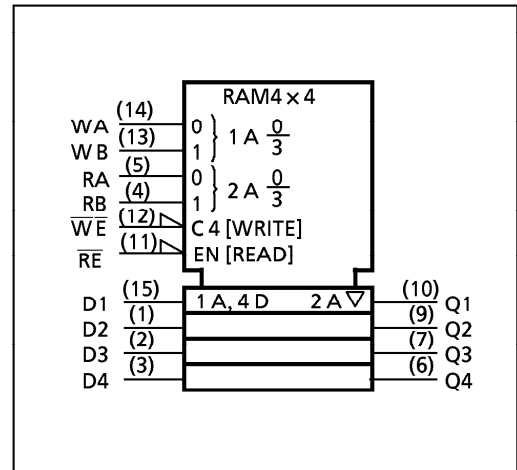 RAM4×4
WA (14) 0
WB (13) 1
} 1A 0/3
RA (5) 0
RB (4) 1
} 2A 0/3
W̅E̅ (12) C4 [WRITE]
R̅E̅ (11) EN [READ]
D1 (15) 1A, 4D 2A ▽ (10) Q1
D2 (1) (9) Q2
D3 (2) (7) Q3
D4 (3) (6) Q4